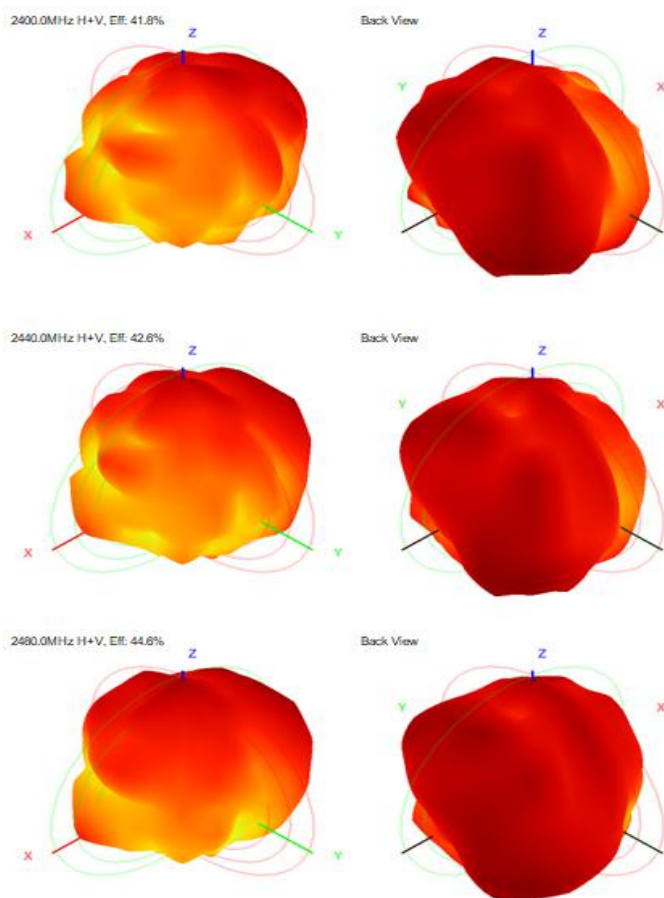 2400.0MHz H+V, Eff: 41.8%
Back View
Z
Z
Y
X
X
Y
2440.0MHz H+V, Eff: 42.6%
Back View
Z
Z
Y
X
X
Y
2480.0MHz H+V, Eff: 44.6%
Back View
Z
Z
Y
X
X
Y